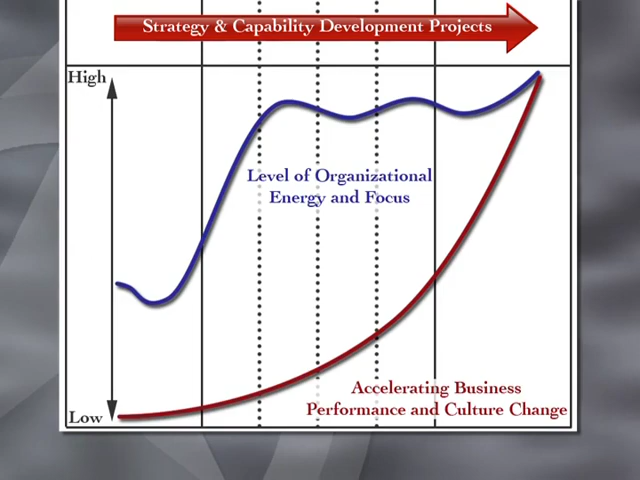 Strategy & Capability Development Projects
High
Level of Organizational
Energy and Focus
Accelerating Business
Performance and Culture Change
Low